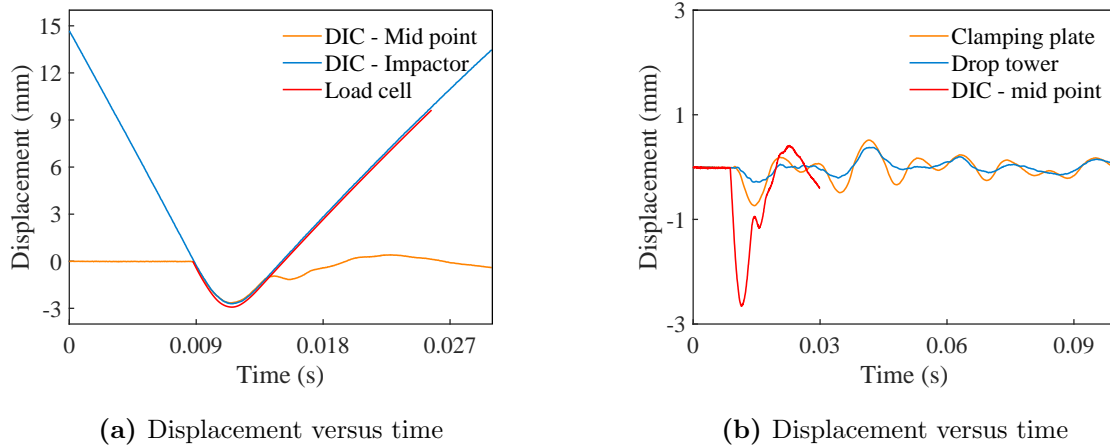 15
12
9
6
3
0
-3
0
0.009
0.018
0.027
Displacement (mm)
Time (s)
DIC - Mid point
DIC - Impactor
Load cell
(a) Displacement versus time
3
1
-1
-3
0
0.03
0.06
0.09
Displacement (mm)
Time (s)
Clamping plate
Drop tower
DIC - mid point
(b) Displacement versus time